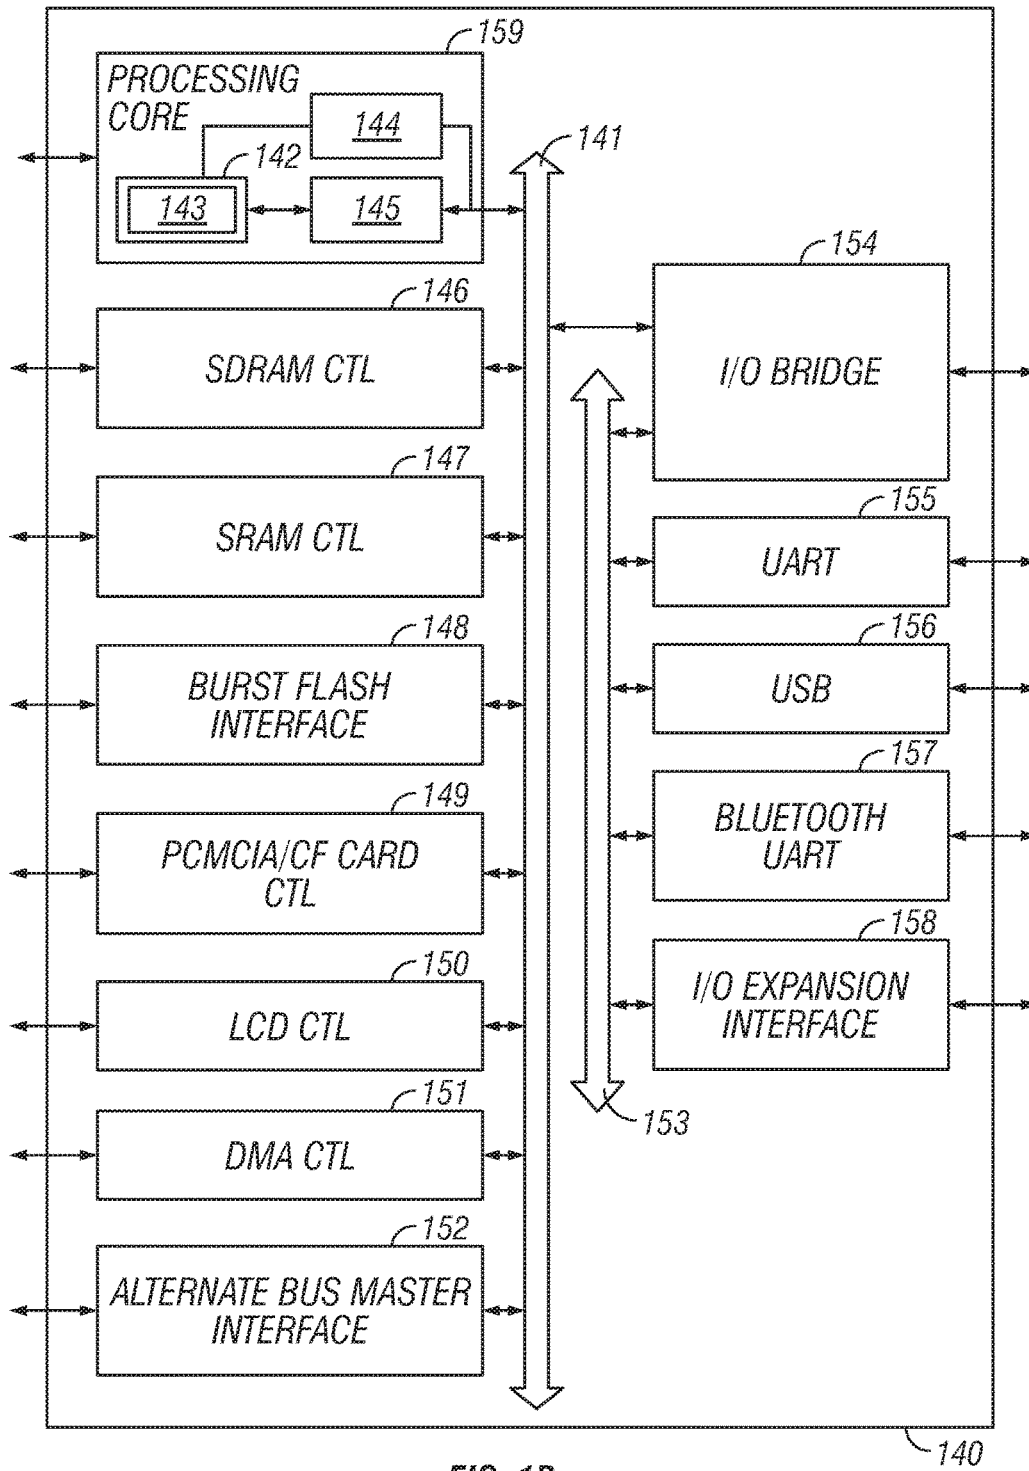 159
PROCESSING
CORE
144
142
143
145
141
154
I/O BRIDGE
146
SDRAM CTL
147
SRAM CTL
155
UART
148
BURST FLASH
INTERFACE
156
USB
157
BLUETOOTH
UART
149
PCMCIA/CF CARD
CTL
158
I/O EXPANSION
INTERFACE
150
LCD CTL
151
DMA CTL
153
152
ALTERNATE BUS MASTER
INTERFACE
140